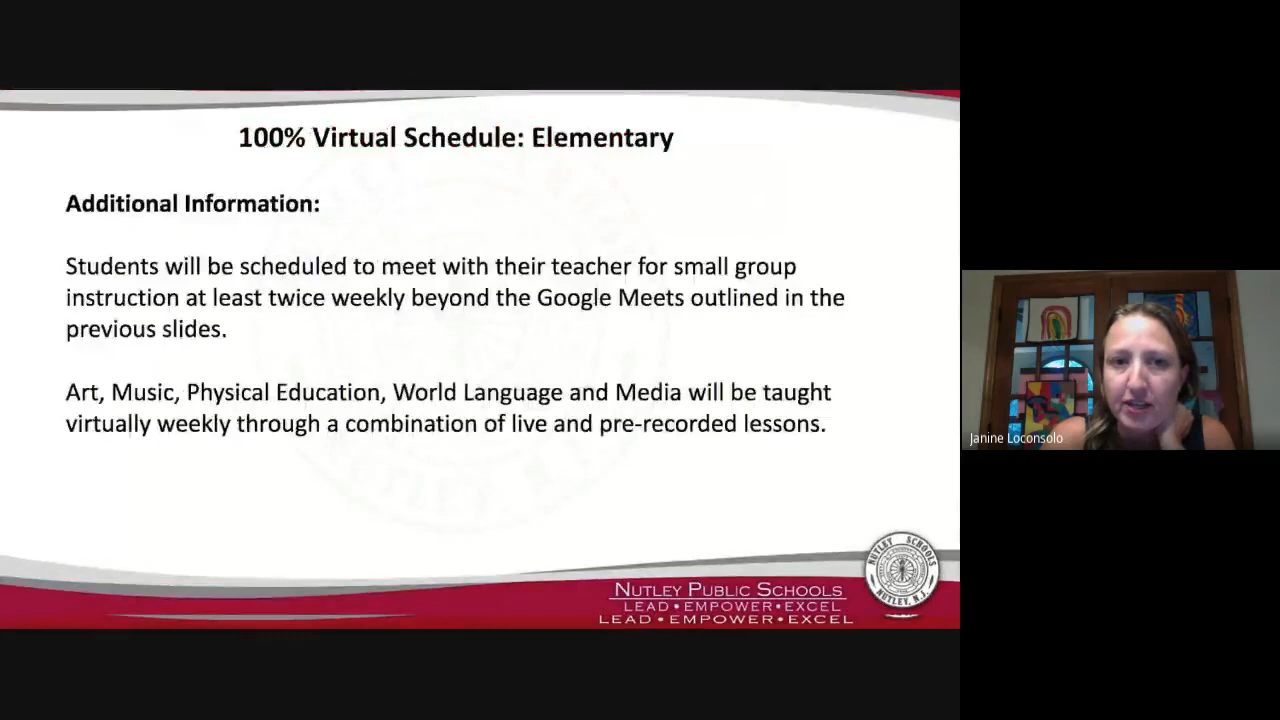 100% Virtual Schedule: Elementary
Additional Information:
Students will be scheduled to meet with their teacher for small group
instruction at least twice weekly beyond the Google Meets outlined in the
previous slides.
Art, Music, Physical Education, World Language and Media will be taught
virtually weekly through a combination of live and pre-recorded lessons.
NUTLEY SCHOOLS
NUTLEY, N.J.
NUTLEY PUBLIC SCHOOLS
LEAD • EMPOWER • EXCEL
LEAD • EMPOWER • EXCEL
Janine Loconsolo